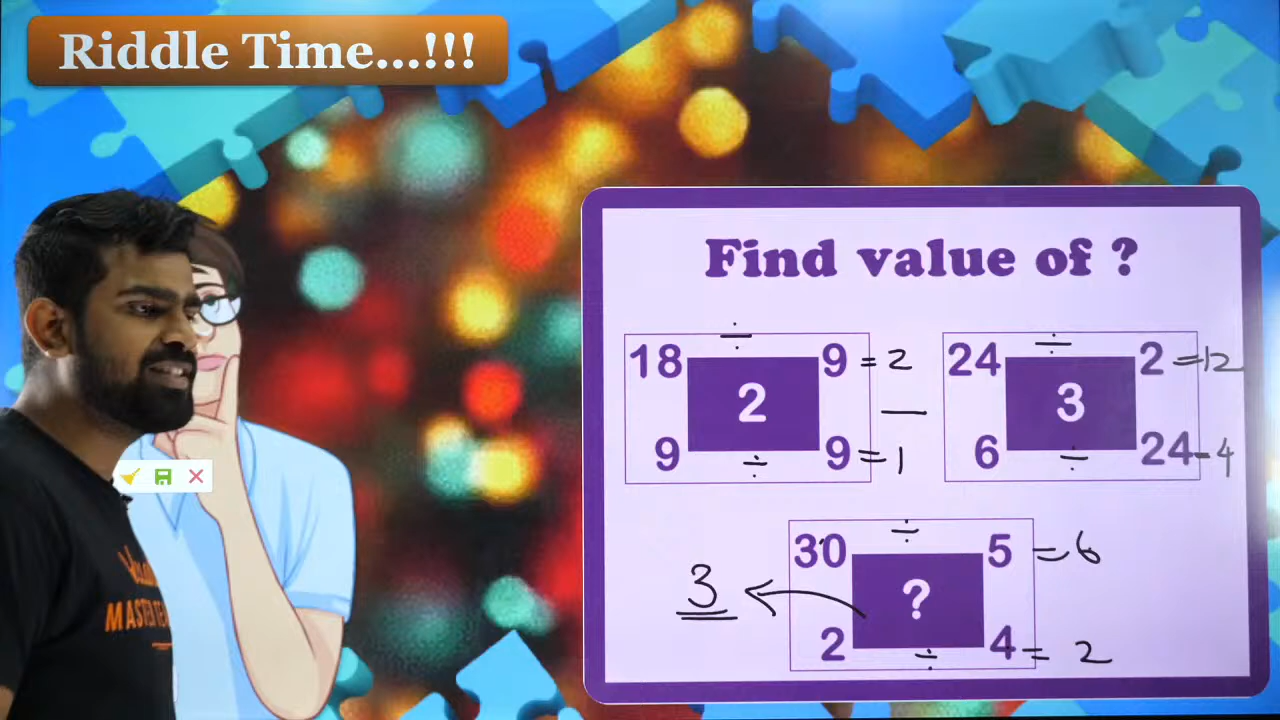 Riddle Time...!!!
Find value of ?
÷
18 9 = 2
2
9 9 = 1
÷
—
÷
24 2 = 12
3
6 24 - 4
÷
÷
30 5 = 6
?
3
2 4 = 2
÷
MASTER